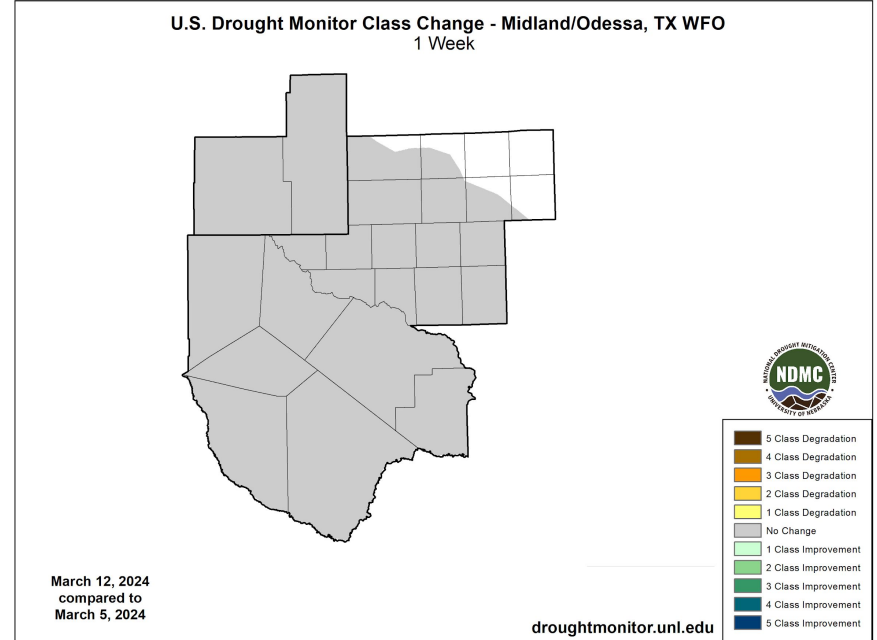 U.S. Drought Monitor Class Change - Midland/Odessa, TX WFO
1 Week
NATIONAL DROUGHT MITIGATION CENTER
NDMC
UNIVERSITY OF NEBRASKA
5 Class Degradation
4 Class Degradation
3 Class Degradation
2 Class Degradation
1 Class Degradation
No Change
1 Class Improvement
2 Class Improvement
3 Class Improvement
4 Class Improvement
5 Class Improvement
March 12, 2024
compared to
March 5, 2024
droughtmonitor.unl.edu